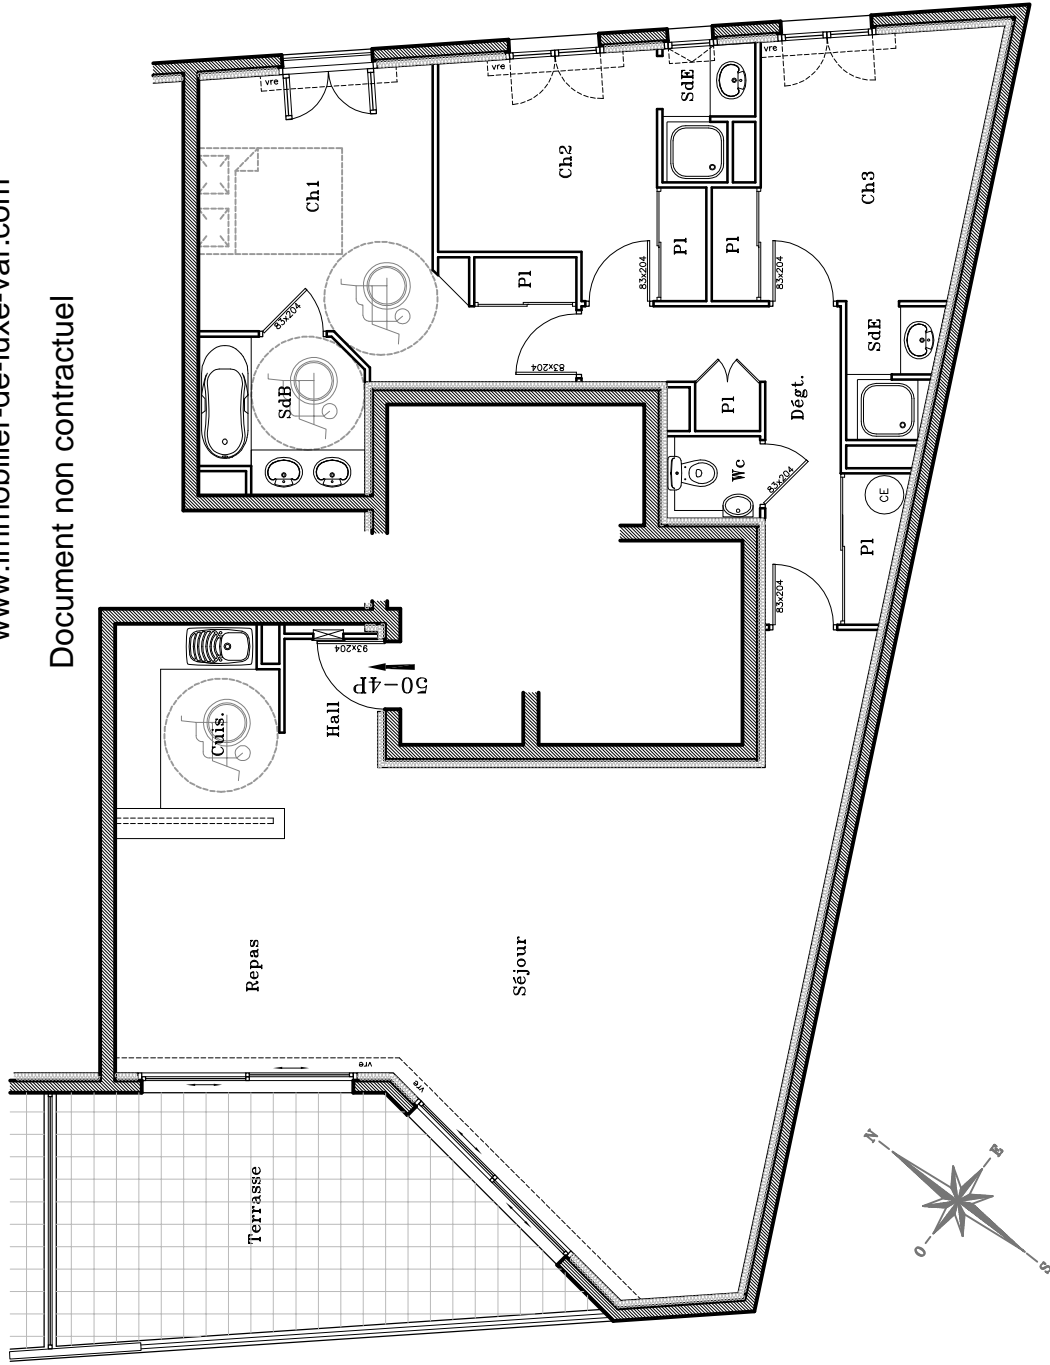 www.immobilier-de-luxe-var.com
Document non contractuel
vre
Ch1
83x204
SdB
vre
Ch2
Pl
83x204
83x204
SdE
Pl
Pl
vre
Ch3
83x204
SdE
Pl
Dégt.
Wc
83x204
CE
Pl
83x204
Cuis.
93x204
50-4P
Hall
Repas
Séjour
vre
vre
Terrasse
N
E
O
S